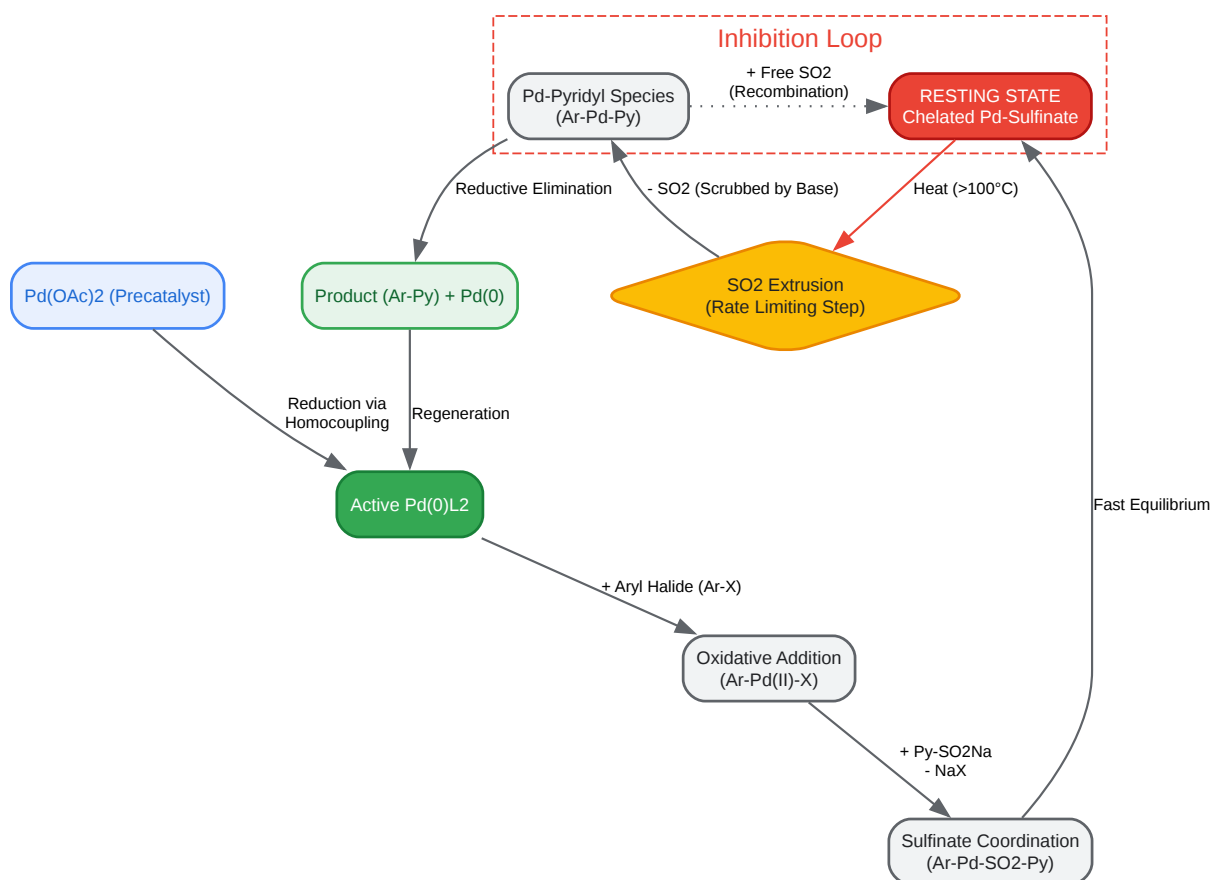 Inhibition Loop
Pd-Pyridyl Species
(Ar-Pd-Py)
+ Free SO2
(Recombination)
RESTING STATE
Chelated Pd-Sulfinate
Reductive Elimination
- SO2 (Scrubbed by Base)
Heat (>100°C)
Pd(OAc)2 (Precatalyst)
Product (Ar-Py) + Pd(0)
SO2 Extrusion
(Rate Limiting Step)
Reduction via
Homocoupling
Regeneration
Active Pd(0)L2
Fast Equilibrium
+ Aryl Halide (Ar-X)
Oxidative Addition
(Ar-Pd(II)-X)
+ Py-SO2Na
- NaX
Sulfinate Coordination
(Ar-Pd-SO2-Py)